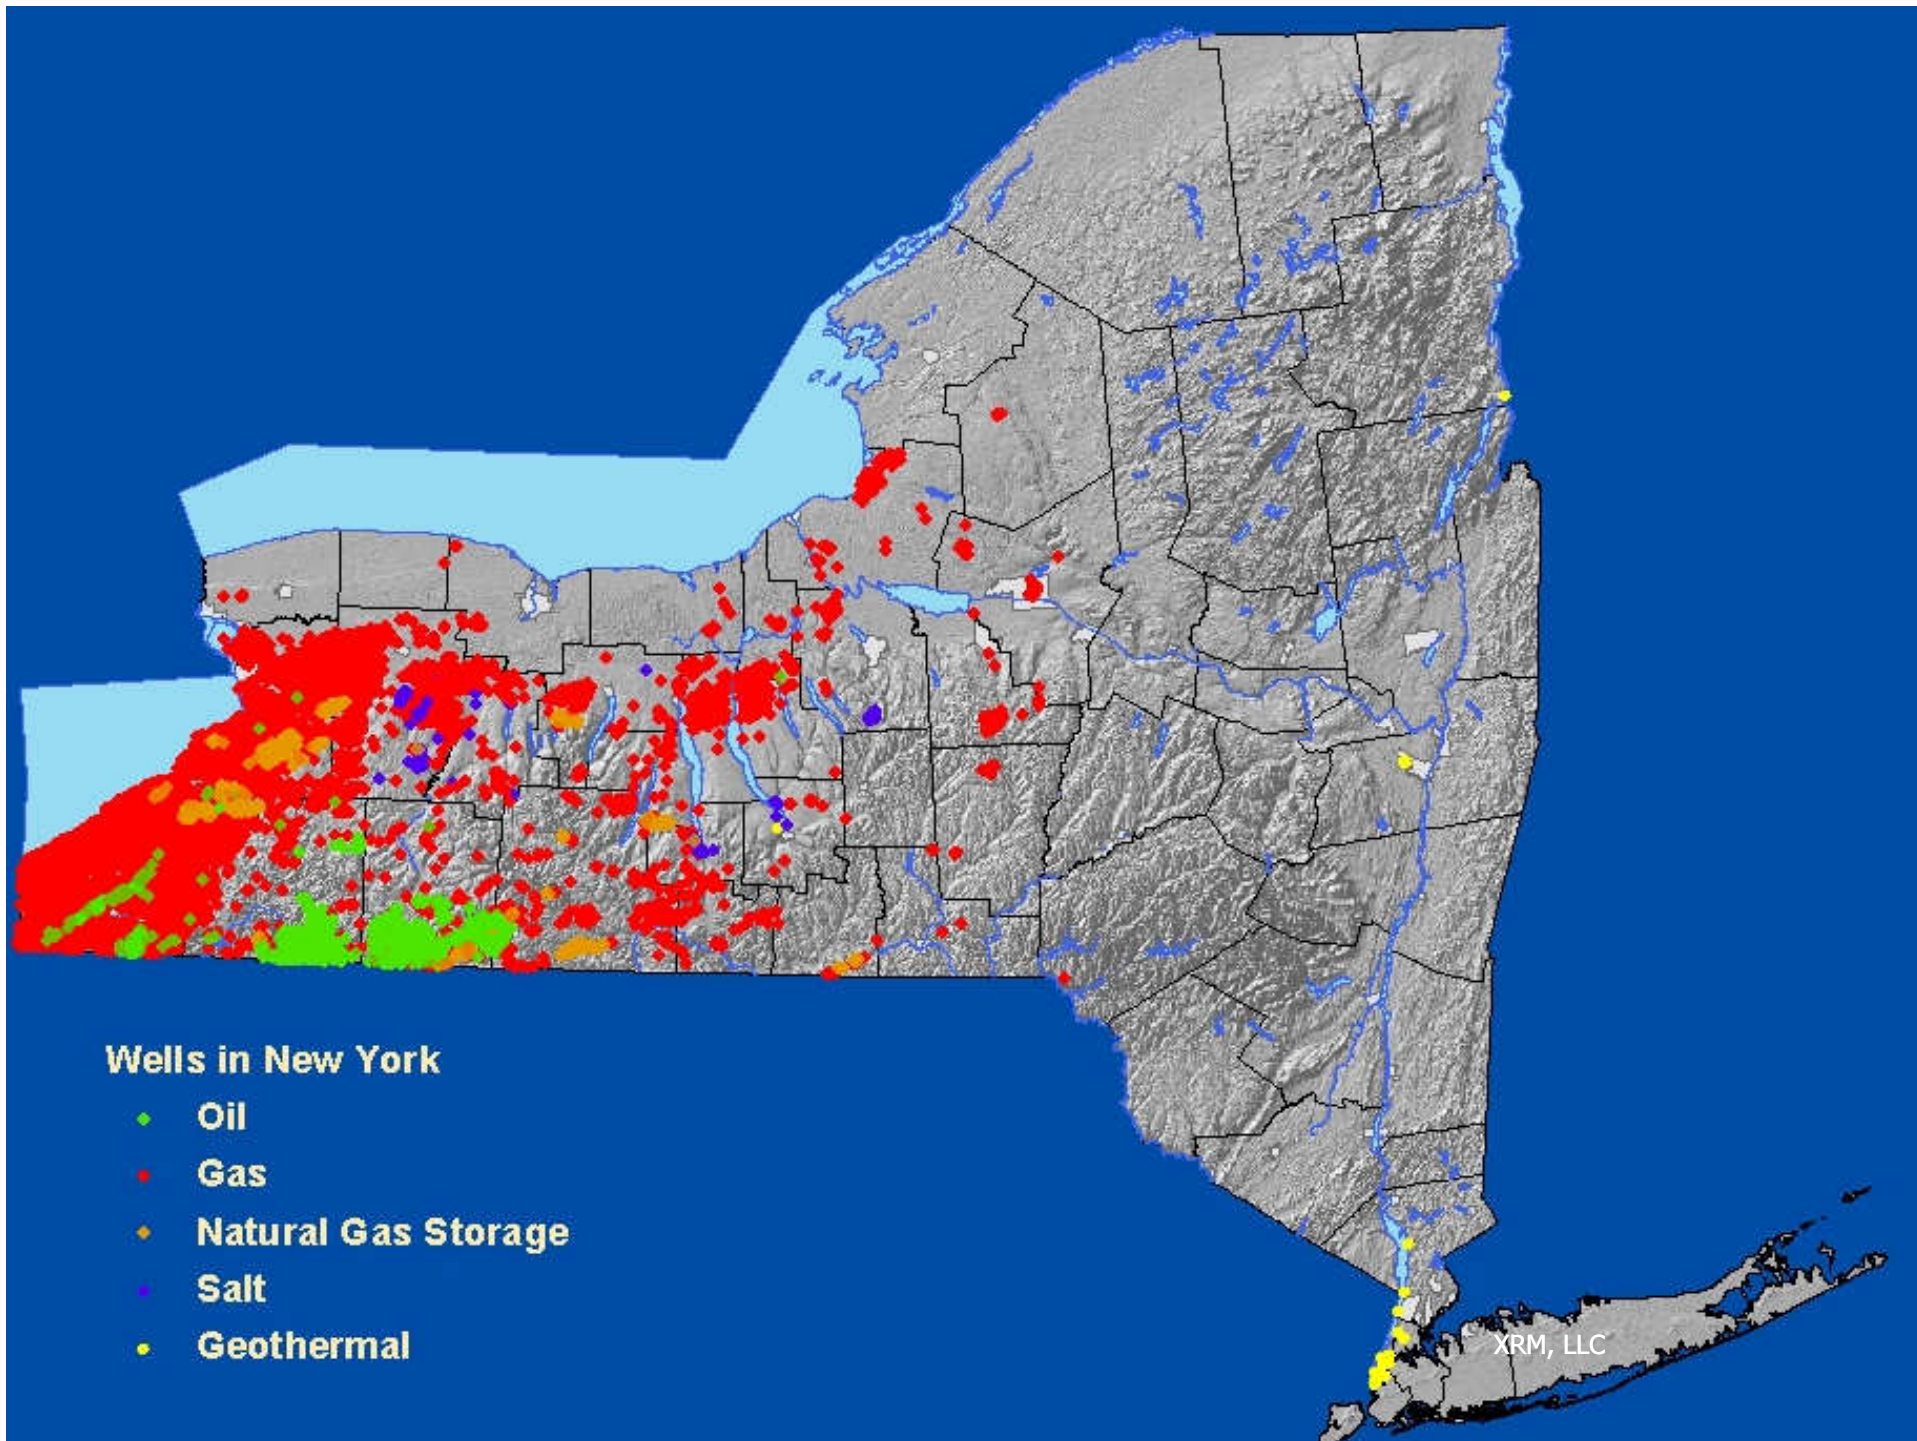 Wells in New York
Oil
Gas
Natural Gas Storage
Salt
Geothermal
XRM, LLC